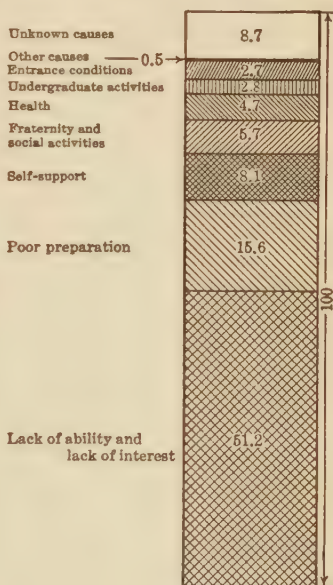 Unknown causes 8.7
Other causes 0.5
Entrance conditions 2.7
Undergraduate activities 2.8
Health 4.7
Fraternity and
social activities 5.7
Self-support 8.1
Poor preparation 15.6
100
Lack of ability and
lack of interest 51.2